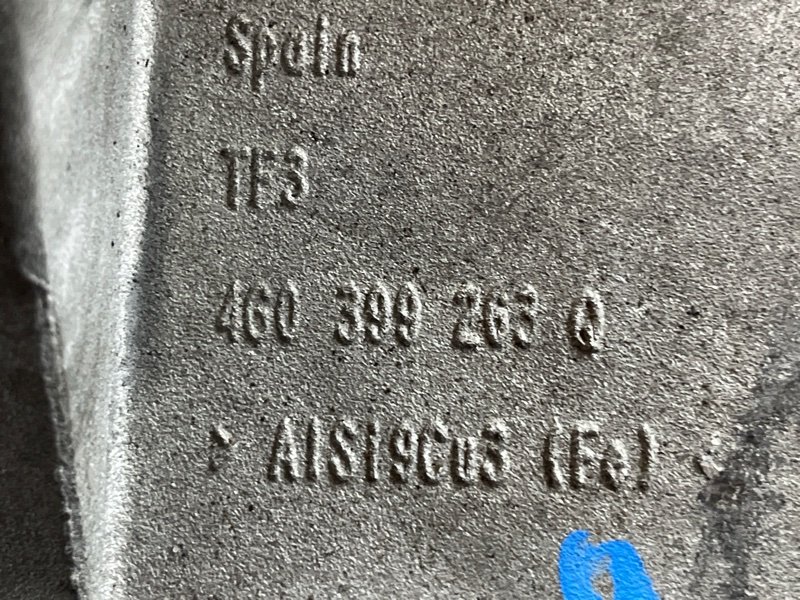 Spain
TF3
4G0 399 263 Q
> AlSi9Cu3 (Fe) <